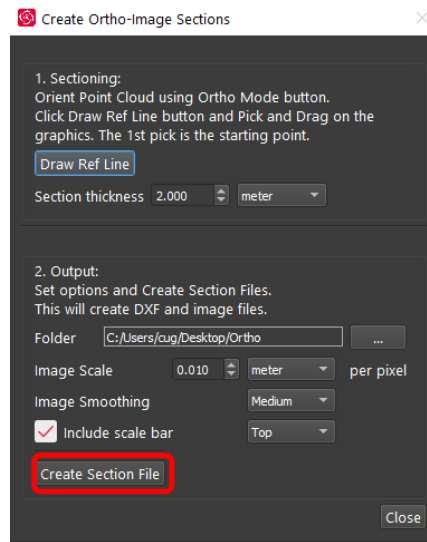 Create Ortho-Image Sections
1. Sectioning:
Orient Point Cloud using Ortho Mode button.
Click Draw Ref Line button and Pick and Drag on the
graphics. The 1st pick is the starting point.
Draw Ref Line
Section thickness 2.000 meter
2. Output:
Set options and Create Section Files.
This will create DXF and image files.
Folder C:/Users/cug/Desktop/Ortho ...
Image Scale 0.010 meter per pixel
Image Smoothing Medium
Include scale bar Top
Create Section File
Close